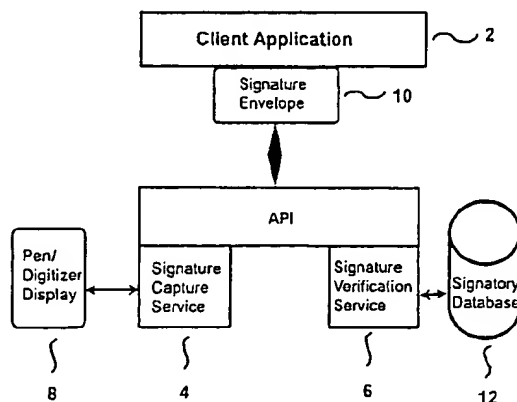 Client Application
2
Signature
Envelope
10
API
Pen/
Digitizer
Display
Signature
Capture
Service
Signature
Verification
Service
Signatory
Database
8
4
6
12